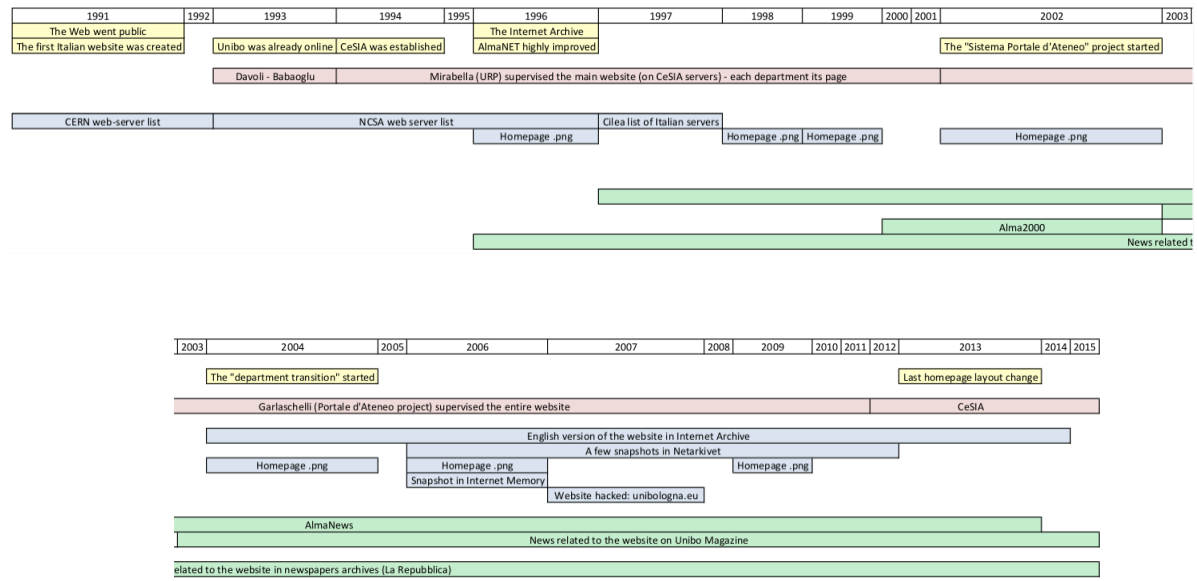 1991 1992 1993 1994 1995 1996 1997 1998 1999 2000 2001 2002 2003
The Web went public The Internet Archive
The first Italian website was created Unibo was already online CeSIA was established AlmaNET highly improved The "Sistema Portale d'Ateneo" project started
Davoli - Babaoglu Mirabella (URP) supervised the main website (on CeSIA servers) - each department its page
CERN web-server list NCSA web server list Cilea list of Italian servers
Homepage .png Homepage .png Homepage .png Homepage .png
Alma2000
News related t
2003 2004 2005 2006 2007 2008 2009 2010 2011 2012 2013 2014 2015
The "department transition" started Last homepage layout change
Garlaschelli (Portale d'Ateneo project) supervised the entire website CeSIA
English version of the website in Internet Archive
A few snapshots in Netarkivet
Homepage .png Homepage .png Homepage .png
Snapshot in Internet Memory
Website hacked: unibologna.eu
AlmaNews
News related to the website on Unibo Magazine
elated to the website in newspapers archives (La Repubblica)